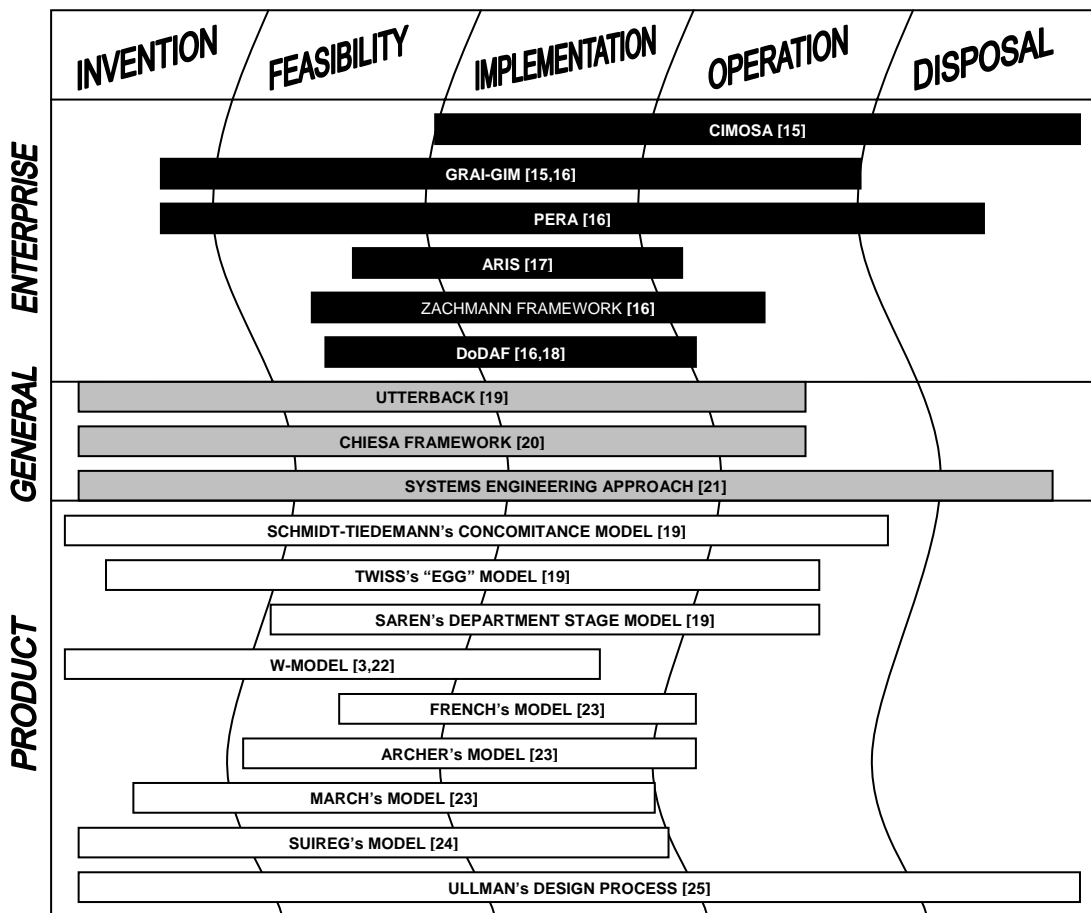 INVENTION
FEASIBILITY
IMPLEMENTATION
OPERATION
DISPOSAL
ENTERPRISE
CIMOSA [15]
GRAI-GIM [15,16]
PERA [16]
ARIS [17]
ZACHMANN FRAMEWORK [16]
DoDAF [16,18]
GENERAL
UTTERBACK [19]
CHIESA FRAMEWORK [20]
SYSTEMS ENGINEERING APPROACH [21]
PRODUCT
SCHMIDT-TIEDEMANN's CONCOMITANCE MODEL [19]
TWISS's “EGG” MODEL [19]
SAREN's DEPARTMENT STAGE MODEL [19]
W-MODEL [3,22]
FRENCH's MODEL [23]
ARCHER's MODEL [23]
MARCH's MODEL [23]
SUIREG's MODEL [24]
ULLMAN's DESIGN PROCESS [25]